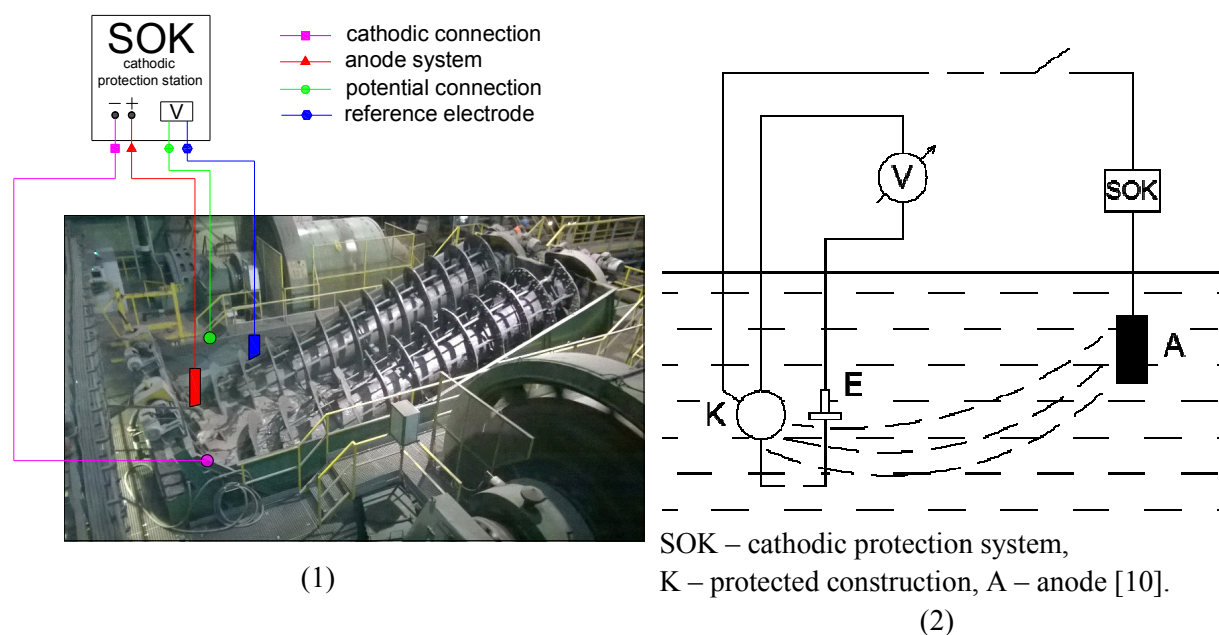 SOK
cathodic
protection station
− +
V
cathodic connection
anode system
potential connection
reference electrode
(1)
V
SOK
A
E
K
SOK – cathodic protection system,
K – protected construction, A – anode [10].
(2)